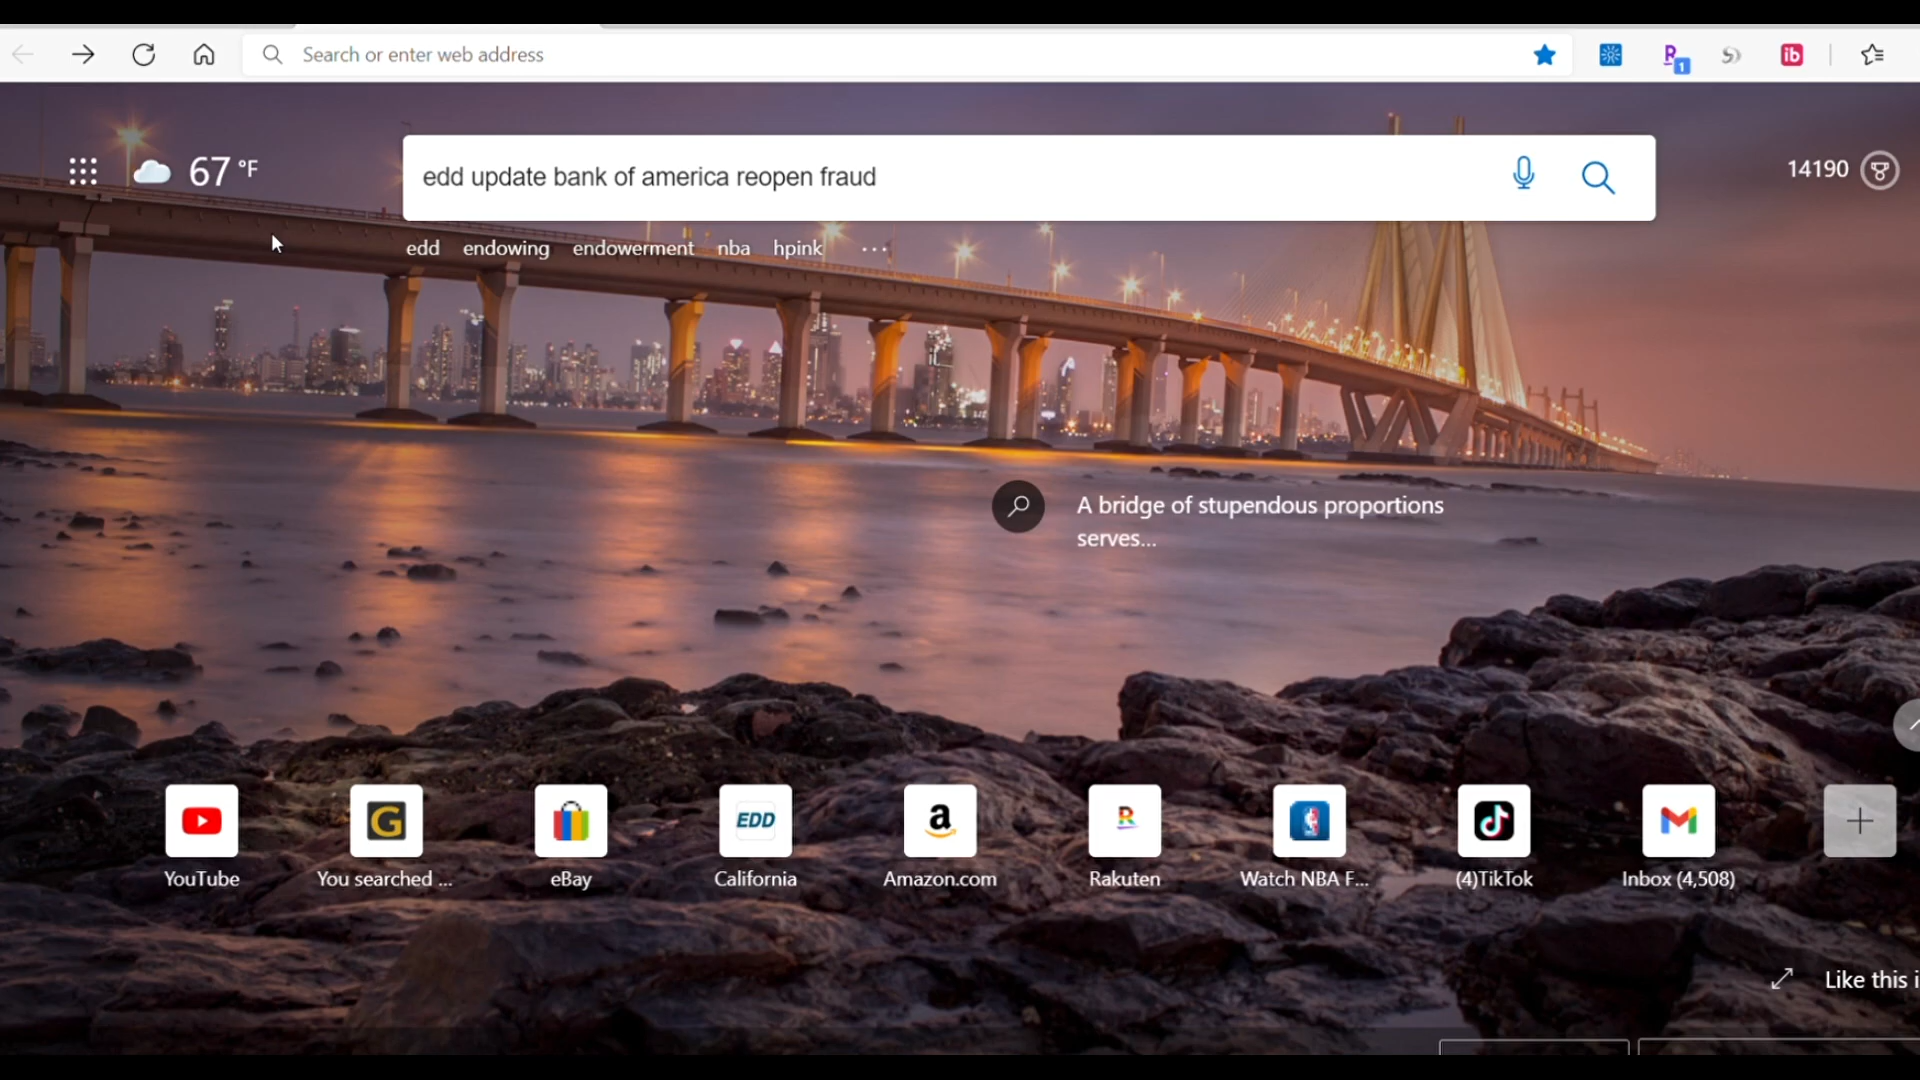 Search or enter web address
1
ib
67 °F
edd update bank of america reopen fraud
14190
edd endowing endowerment nba hpink ...
A bridge of stupendous proportions
serves...
G
EDD
a
R
YouTube
You searched ...
eBay
California
Amazon.com
Rakuten
Watch NBA F...
(4)TikTok
Inbox (4,508)
Like this i